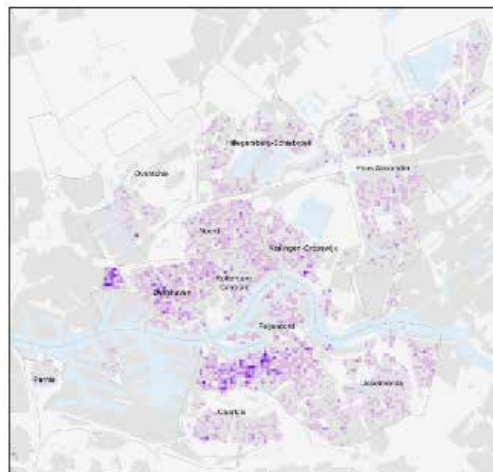 Hillegersberg-Schiebroek
Overschie
Prins Alexander
Noord
Kralingen-Crooswijk
Rotterdam
Centrum
Delfshaven
Feijenoord
Pernis
IJsselmonde
Charlois